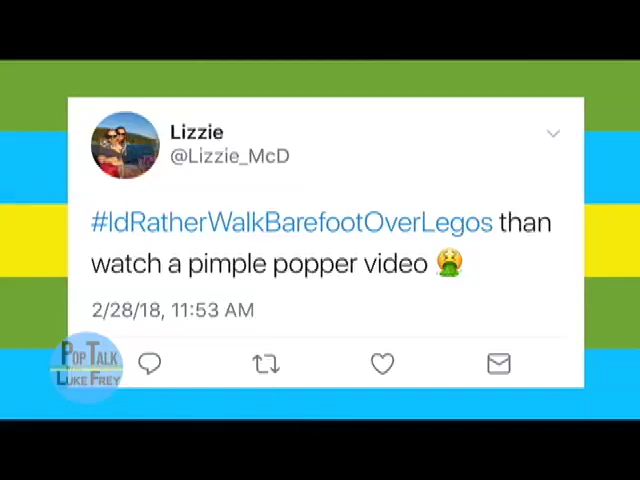 Lizzie
@Lizzie_McD
#IdRatherWalkBarefootOverLegos than
watch a pimple popper video 🤮
2/28/18, 11:53 AM
POP TALK
LUKE FREY